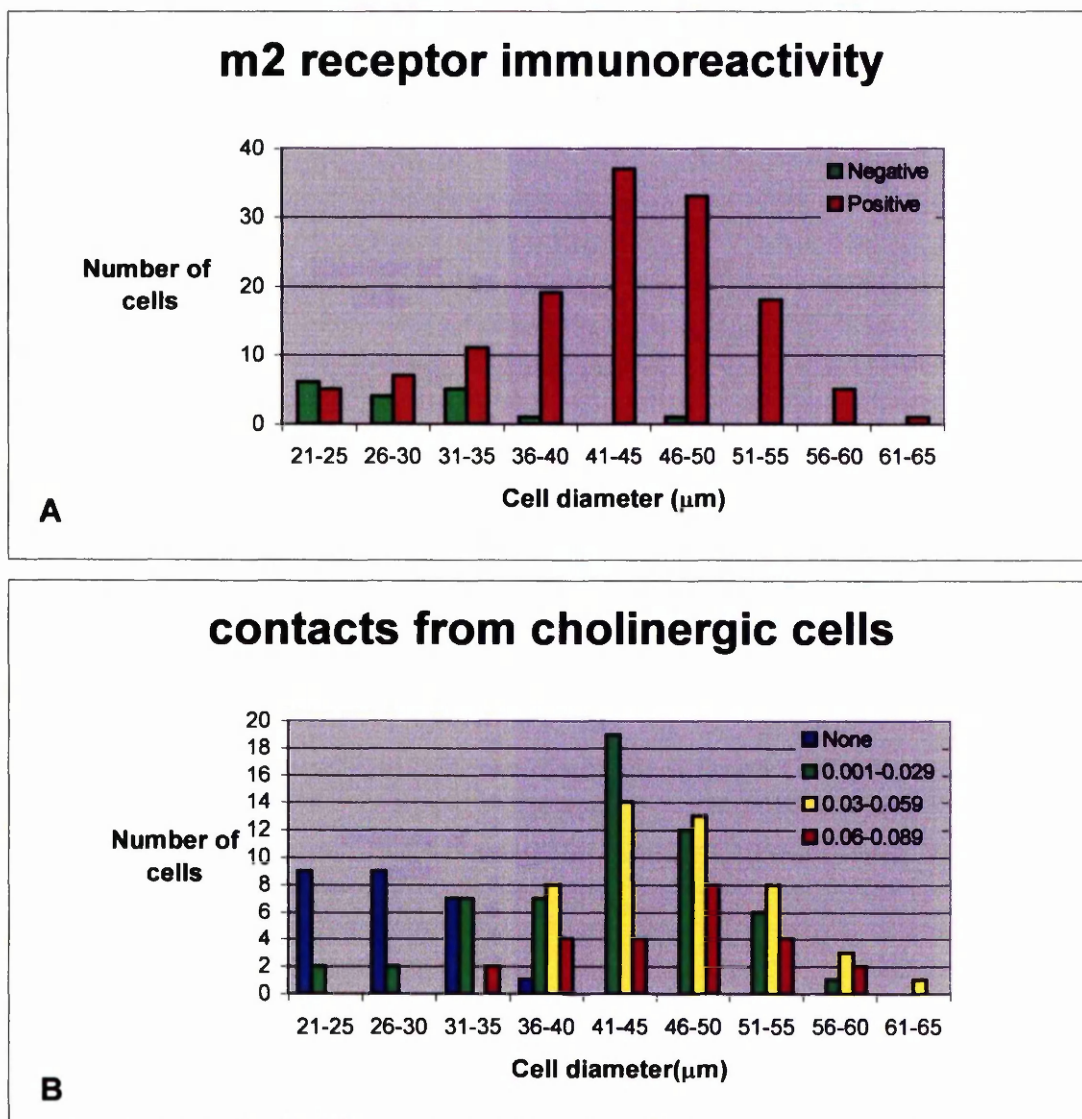 m2 receptor immunoreactivity
40
30
20
10
0
Number of
cells
Negative
Positive
21-25 26-30 31-35 36-40 41-45 46-50 51-55 56-60 61-65
Cell diameter (µm)
A
contacts from cholinergic cells
20
18
16
14
12
10
8
6
4
2
0
Number of
cells
None
0.001-0.029
0.03-0.059
0.06-0.089
21-25 26-30 31-35 36-40 41-45 46-50 51-55 56-60 61-65
Cell diameter(µm)
B